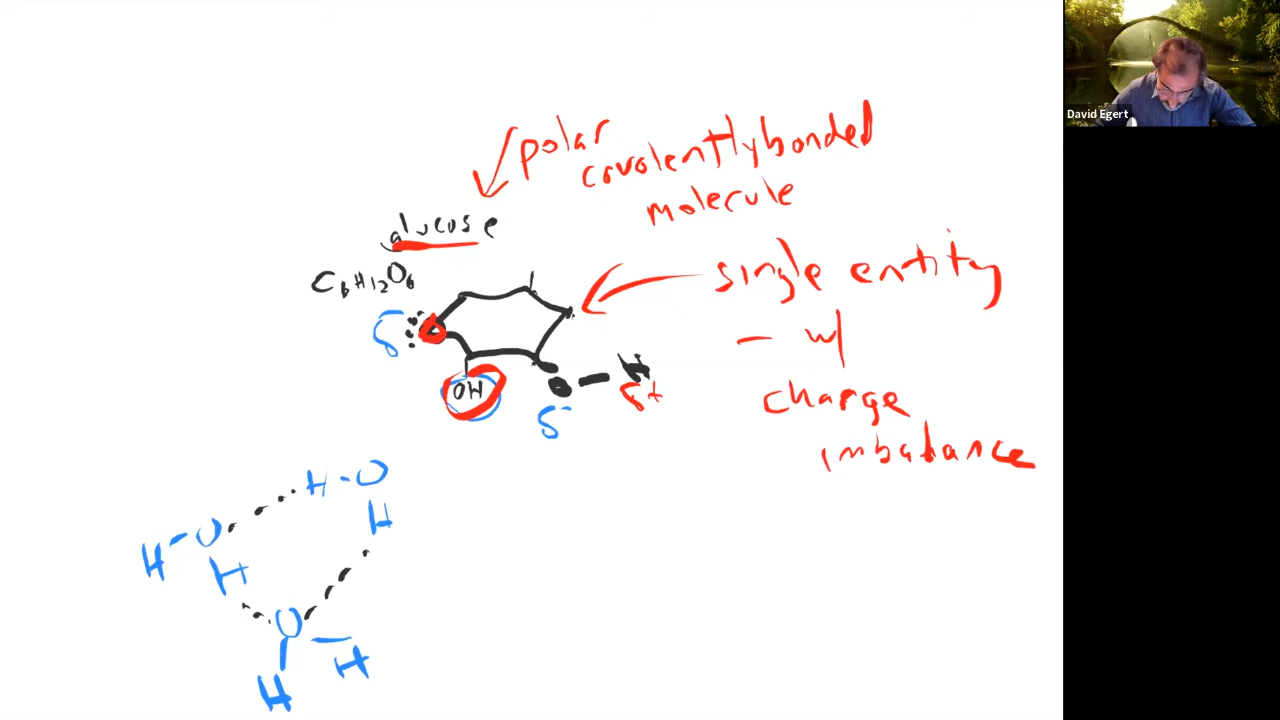 David Egert
polar
covalently bonded
molecule
glucose
C6H12O6
single entity
- w/
charge
imbalance
δ-
O
OH
O - H
δ-
δ+
H - O
H
H - O
H
O - H
H